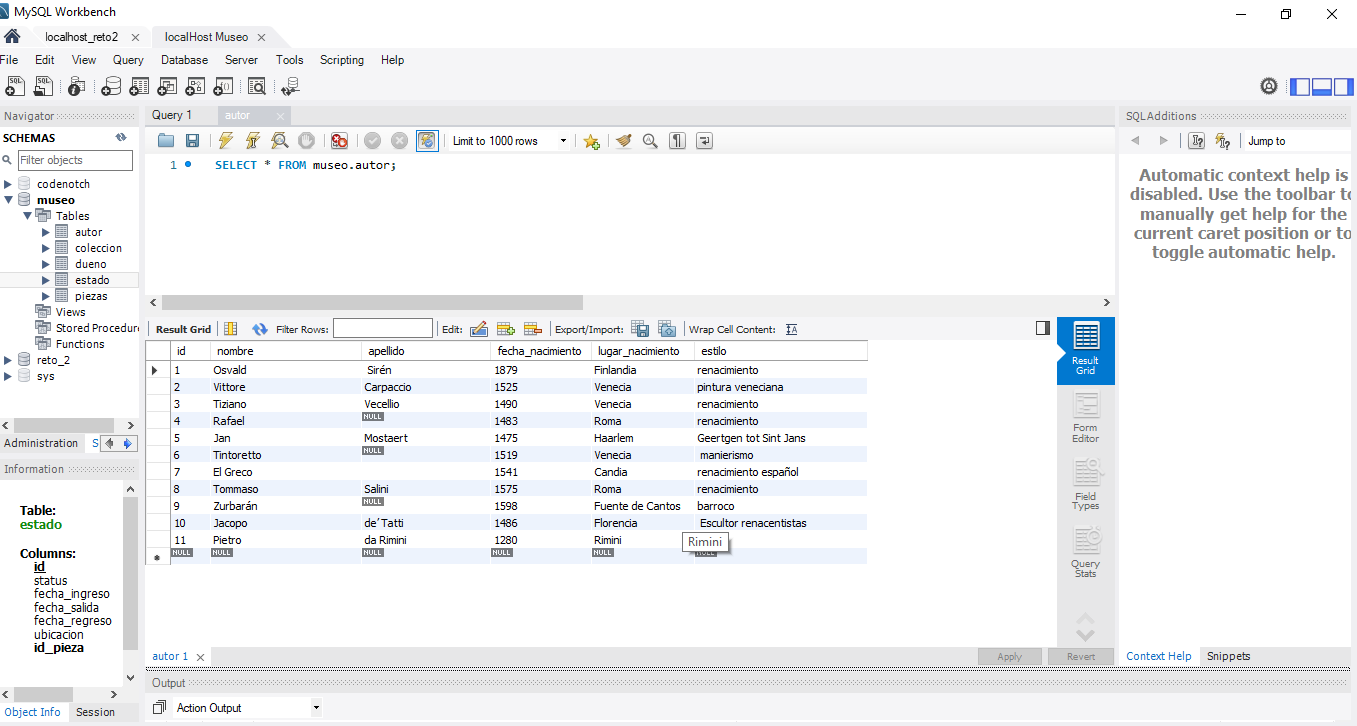 MySQL Workbench
localhost_reto2
localHost Museo
File Edit View Query Database Server Tools Scripting Help
Navigator
SCHEMAS
Filter objects
codenotch
museo
Tables
autor
coleccion
dueno
estado
piezas
Views
Stored Procedur
Functions
reto_2
sys
Administration S
Information
Table:
estado
Columns:
id
status
fecha_ingreso
fecha_salida
fecha_regreso
ubicacion
id_pieza
Object Info Session
Query 1 autor
Limit to 1000 rows
1 SELECT * FROM museo.autor;
Result Grid Filter Rows: Edit: Export/Import: Wrap Cell Content: IA
id nombre apellido fecha_nacimiento lugar_nacimiento estilo
1 Osvald Sirén 1879 Finlandia renacimiento
2 Vittore Carpaccio 1525 Venecia pintura veneciana
3 Tiziano Vecellio 1490 Venecia renacimiento
4 Rafael NULL 1483 Roma renacimiento
5 Jan Mostaert 1475 Haarlem Geertgen tot Sint Jans
6 Tintoretto NULL 1519 Venecia manierismo
7 El Greco 1541 Candia renacimiento español
8 Tommaso Salini 1575 Roma renacimiento
9 Zurbarán NULL 1598 Fuente de Cantos barroco
10 Jacopo de´Tatti 1486 Florencia Escultor renacentistas
11 Pietro da Rimini 1280 Rimini
NULL NULL NULL NULL NULL NULL
Rimini
Result
Grid
Form
Editor
Field
Types
Query
Stats
autor 1
Apply Revert
Output
Action Output
SQLAdditions
Jump to
Automatic context help is
disabled. Use the toolbar to
manually get help for the
current caret position or to
toggle automatic help.
Context Help Snippets